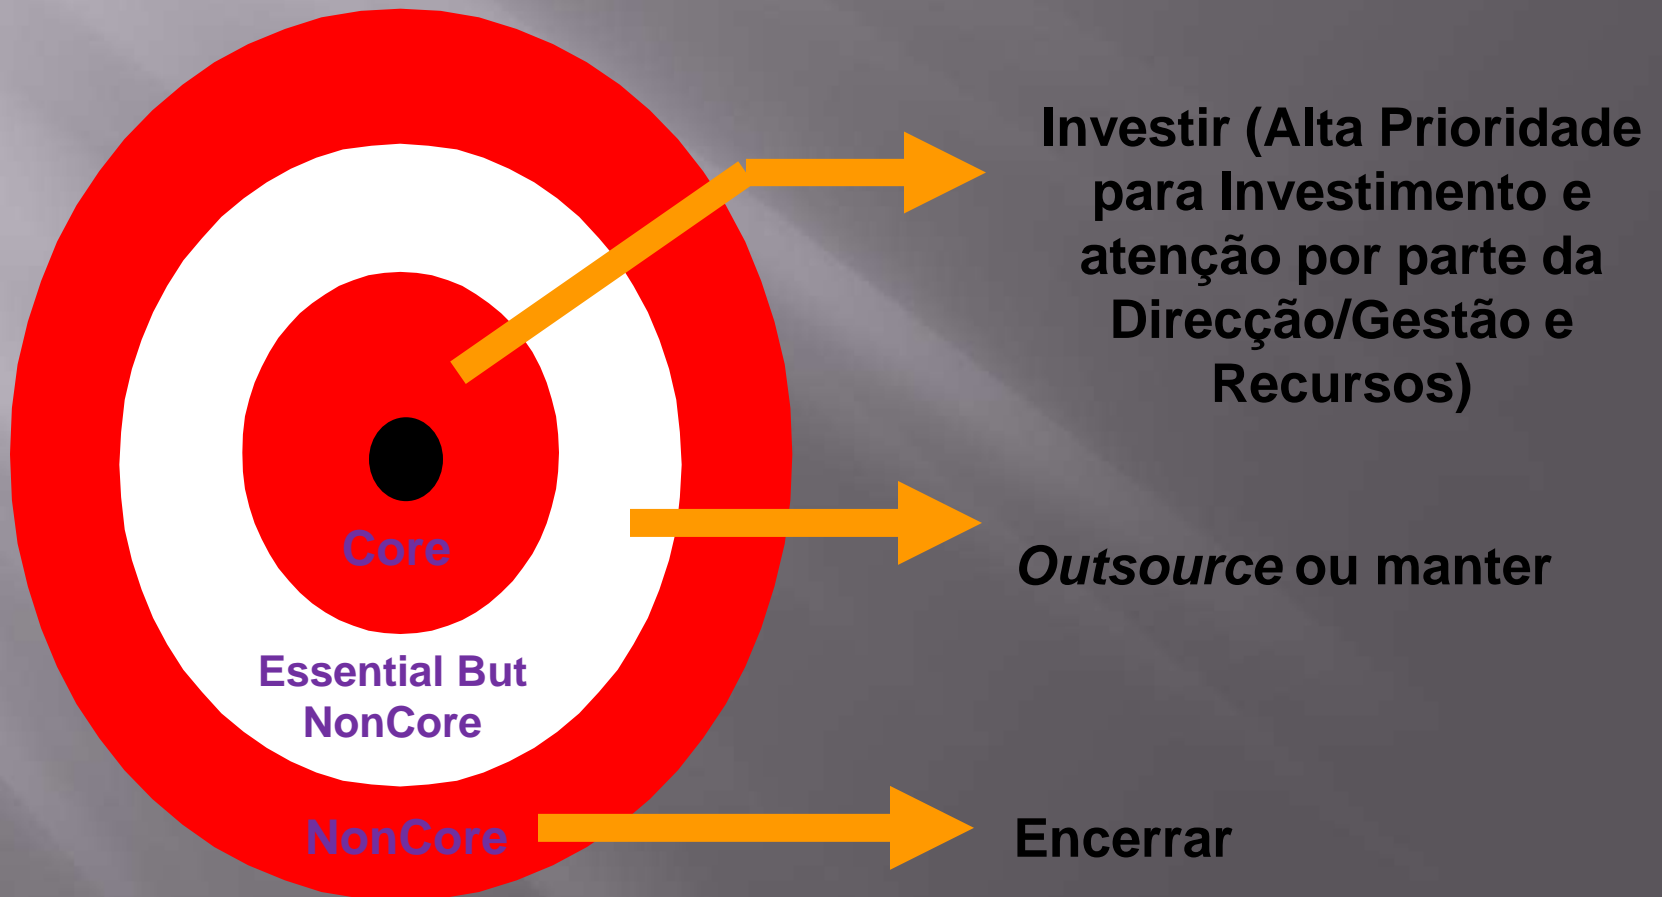 Investir (Alta Prioridade
para Investimento e
atenção por parte da
Direcção/Gestão e
Recursos)
Core
Outsource ou manter
Essential But
NonCore
NonCore
Encerrar